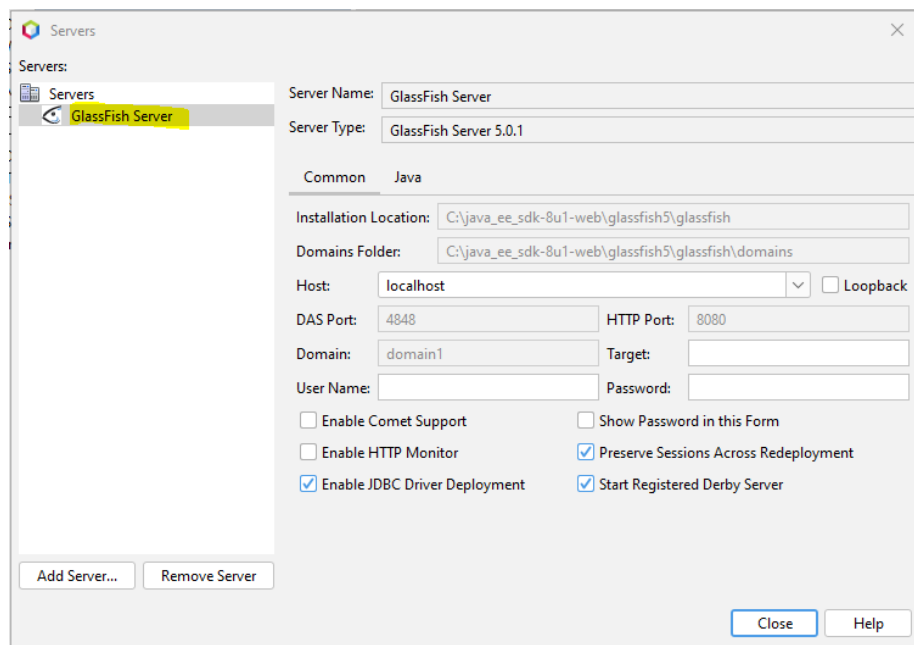 Servers
Servers:
Servers
GlassFish Server
Server Name: GlassFish Server
Server Type: GlassFish Server 5.0.1
Common Java
Installation Location: C:\java_ee_sdk-8u1-web\glassfish5\glassfish
Domains Folder: C:\java_ee_sdk-8u1-web\glassfish5\glassfish\domains
Host: localhost Loopback
DAS Port: 4848 HTTP Port: 8080
Domain: domain1 Target:
User Name: Password:
Enable Comet Support Show Password in this Form
Enable HTTP Monitor Preserve Sessions Across Redeployment
Enable JDBC Driver Deployment Start Registered Derby Server
Add Server... Remove Server
Close Help